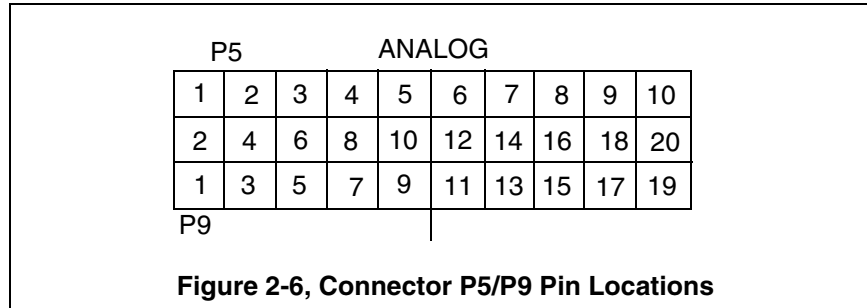 P5 ANALOG
1 2 3 4 5 6 7 8 9 10
2 4 6 8 10 12 14 16 18 20
1 3 5 7 9 11 13 15 17 19
P9
Figure 2-6, Connector P5/P9 Pin Locations